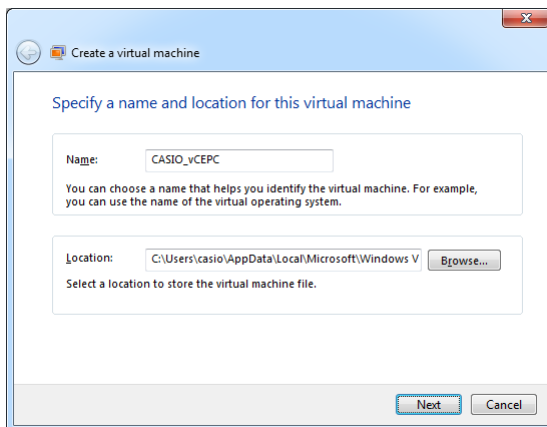 Create a virtual machine
Specify a name and location for this virtual machine
Name: CASIO_vCEPC
You can choose a name that helps you identify the virtual machine. For example,
you can use the name of the virtual operating system.
Location: C:\Users\casio\AppData\Local\Microsoft\Windows V Browse...
Select a location to store the virtual machine file.
Next Cancel